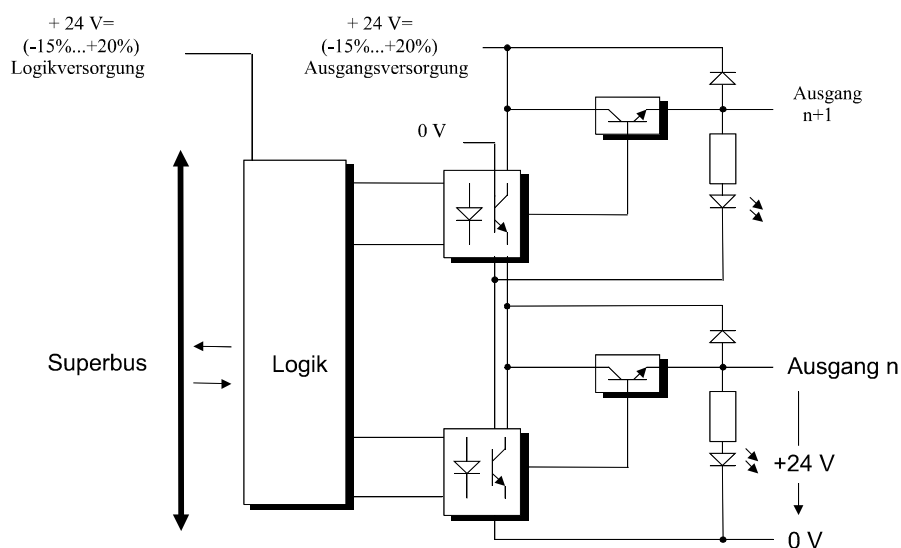 + 24 V=
(-15%...+20%)
Logikversorgung
+ 24 V=
(-15%...+20%)
Ausgangsversorgung
Ausgang
n+1
0 V
Superbus
Logik
Ausgang n
+24 V
0 V